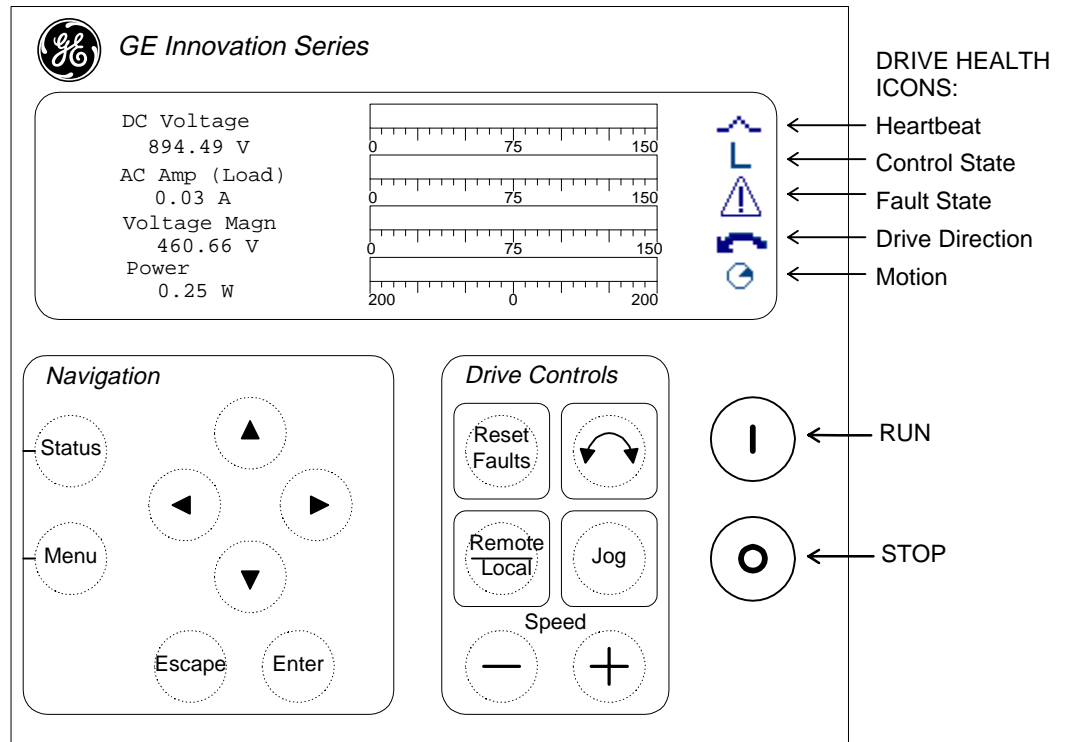 GE Innovation Series
DRIVE HEALTH
ICONS:
DC Voltage
894.49 V
0 75 150
Heartbeat
AC Amp (Load)
0.03 A
0 75 150
L
Control State
Fault State
Voltage Magn
460.66 V
0 75 150
Drive Direction
Power
0.25 W
200 0 200
Motion
Navigation
Status
Menu
Escape
Enter
Drive Controls
Reset
Faults
Remote
Local
Jog
Speed
RUN
STOP